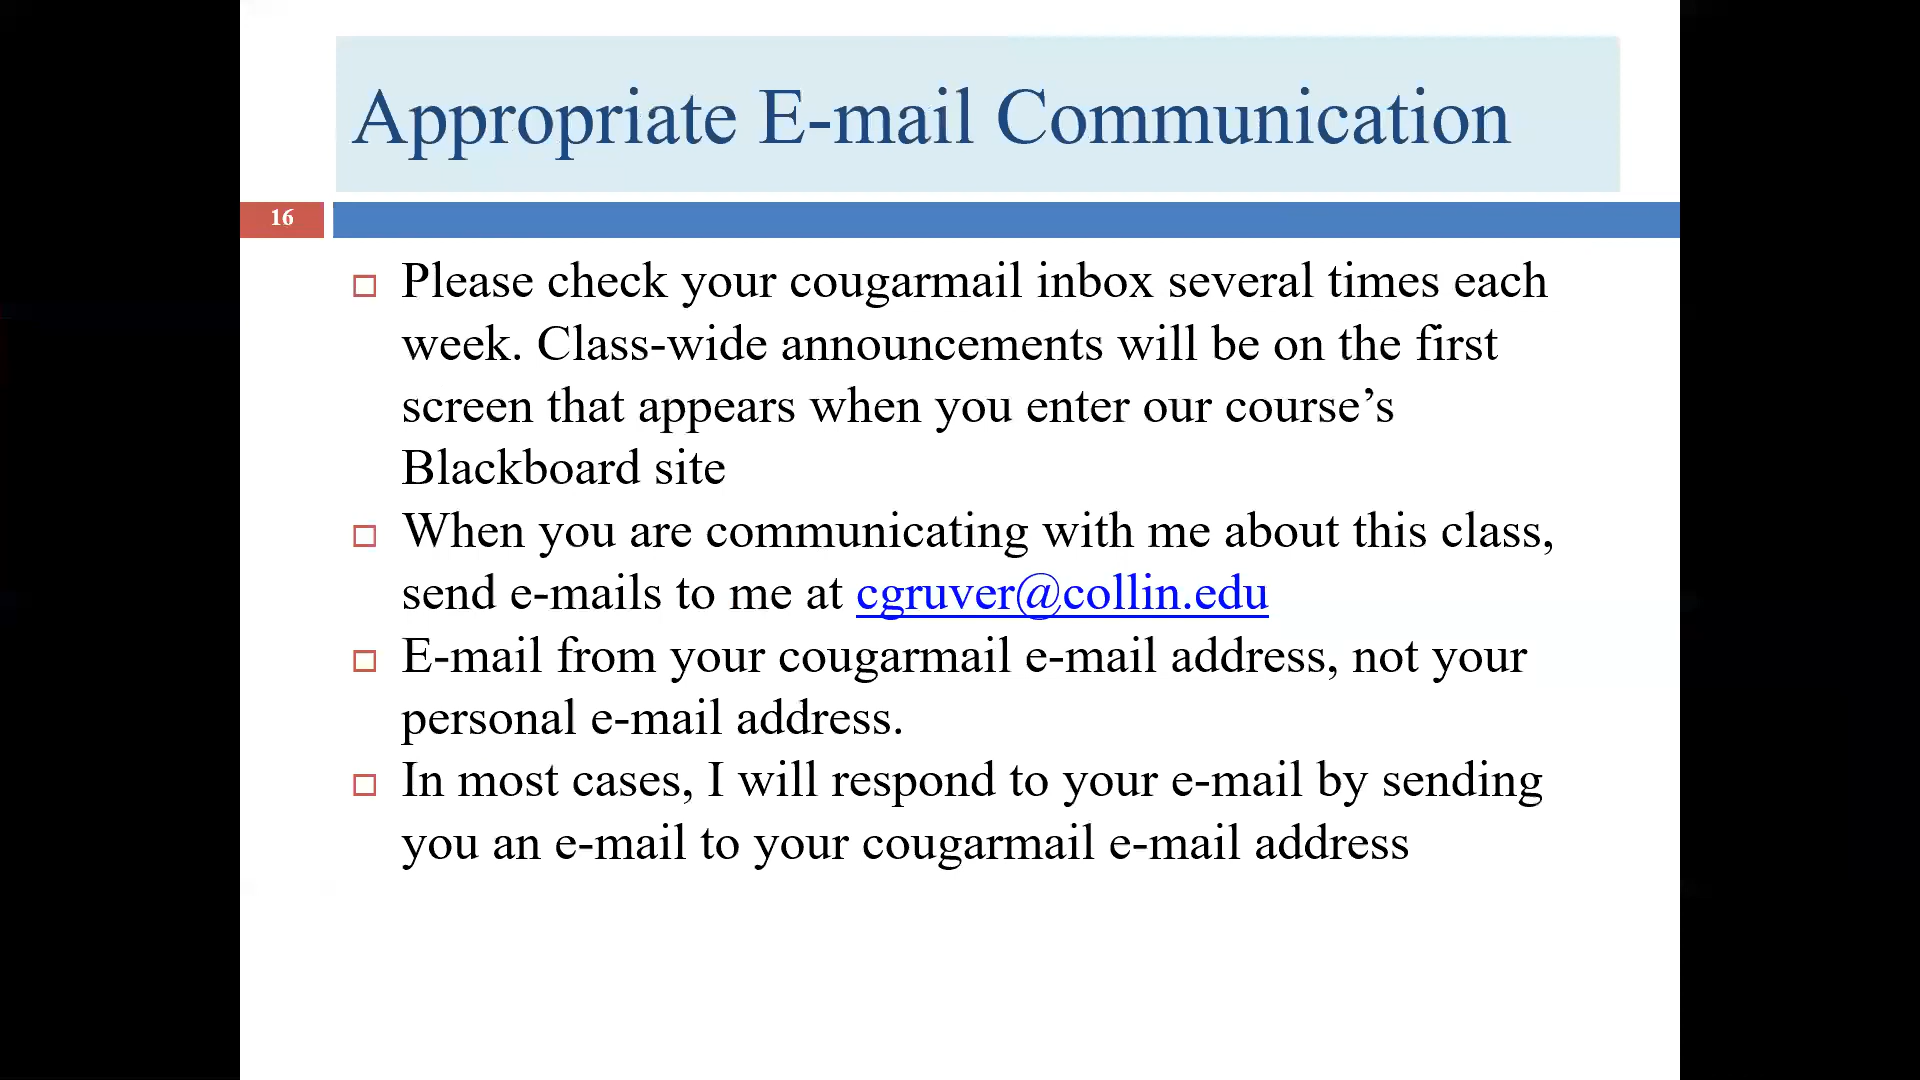 Appropriate E-mail Communication
16
Please check your cougarmail inbox several times each
week. Class-wide announcements will be on the first
screen that appears when you enter our course’s
Blackboard site
When you are communicating with me about this class,
send e-mails to me at cgruver@collin.edu
E-mail from your cougarmail e-mail address, not your
personal e-mail address.
In most cases, I will respond to your e-mail by sending
you an e-mail to your cougarmail e-mail address